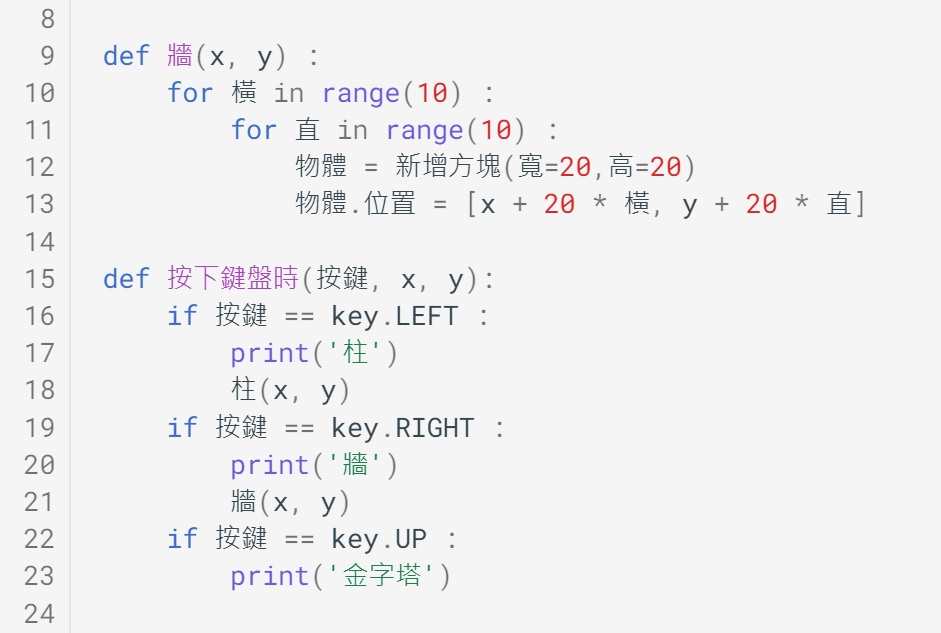 8
9 def 牆(x, y) :
10 for 橫 in range(10) :
11 for 直 in range(10) :
12 物體 = 新增方塊(寬=20,高=20)
13 物體.位置 = [x + 20 * 橫, y + 20 * 直]
14
15 def 按下鍵盤時(按鍵, x, y):
16 if 按鍵 == key.LEFT :
17 print('柱')
18 柱(x, y)
19 if 按鍵 == key.RIGHT :
20 print('牆')
21 牆(x, y)
22 if 按鍵 == key.UP :
23 print('金字塔')
24